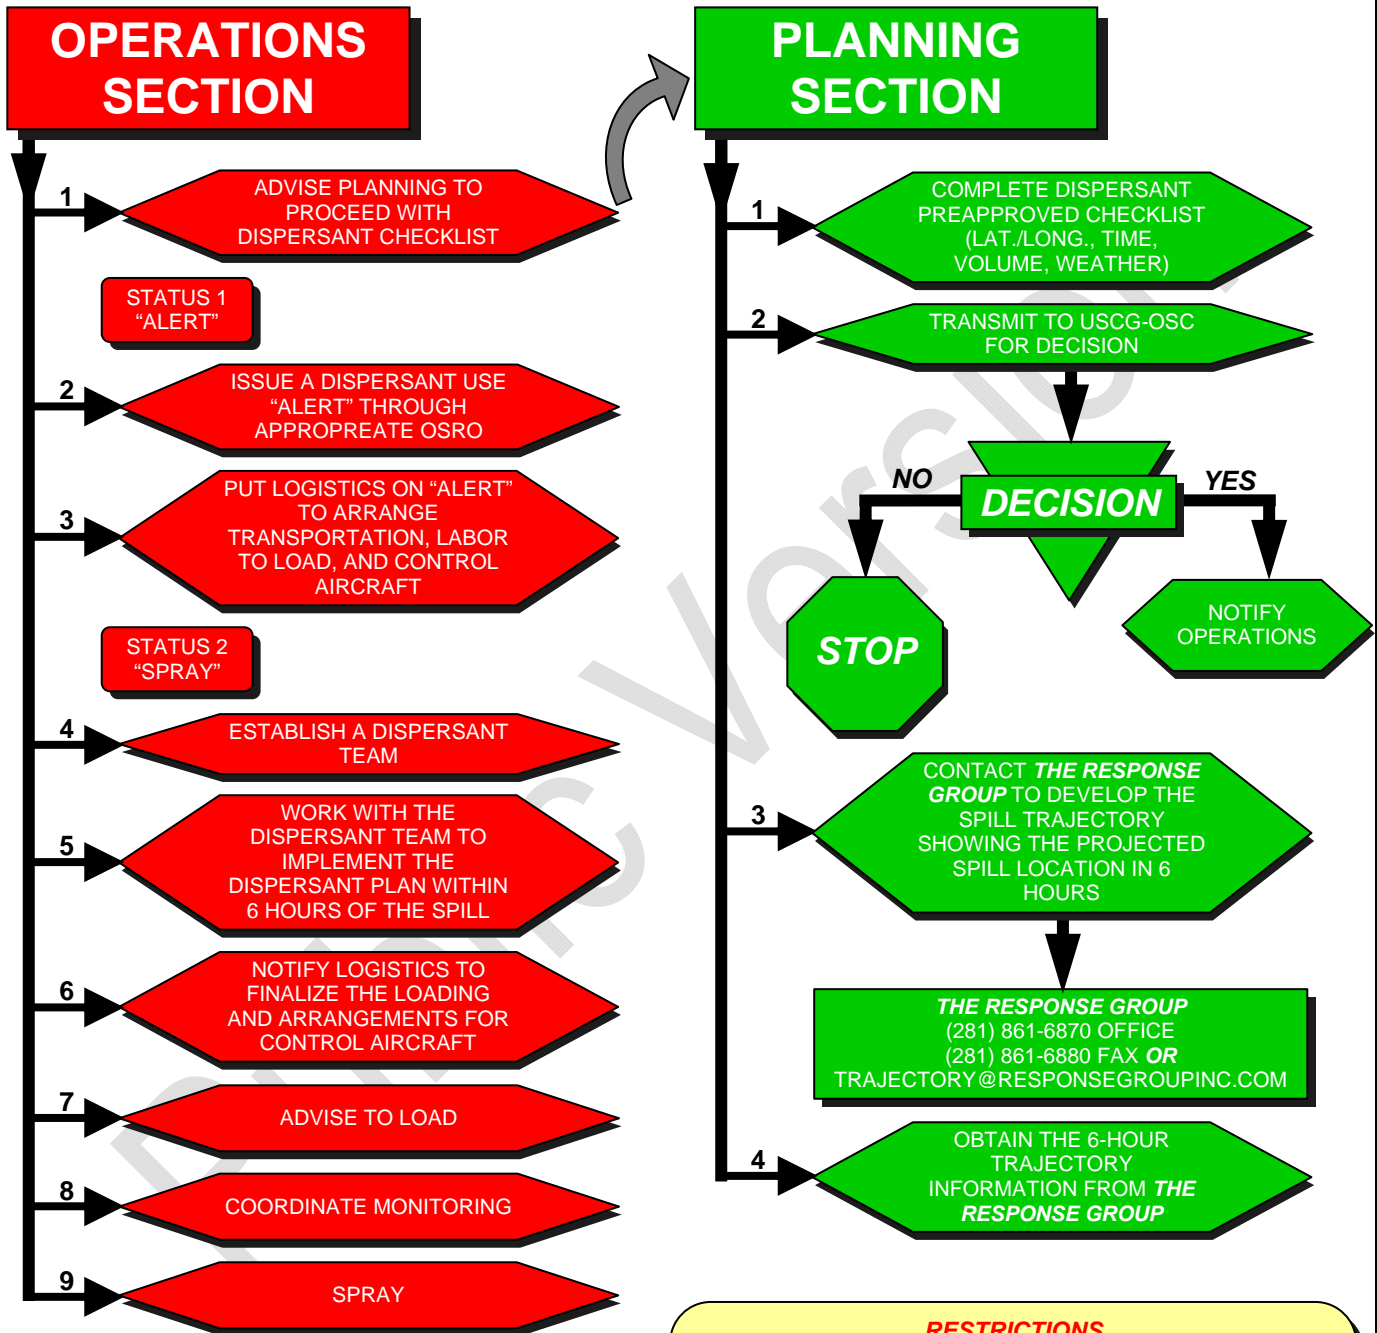 OPERATIONS
SECTION
1
ADVISE PLANNING TO
PROCEED WITH
DISPERSANT CHECKLIST
STATUS 1
“ALERT”
2
ISSUE A DISPERSANT USE
“ALERT” THROUGH
APPROPREATE OSRO
3
PUT LOGISTICS ON “ALERT”
TO ARRANGE
TRANSPORTATION, LABOR
TO LOAD, AND CONTROL
AIRCRAFT
STATUS 2
“SPRAY”
4
ESTABLISH A DISPERSANT
TEAM
5
WORK WITH THE
DISPERSANT TEAM TO
IMPLEMENT THE
DISPERSANT PLAN WITHIN
6 HOURS OF THE SPILL
6
NOTIFY LOGISTICS TO
FINALIZE THE LOADING
AND ARRANGEMENTS FOR
CONTROL AIRCRAFT
7
ADVISE TO LOAD
8
COORDINATE MONITORING
9
SPRAY
PLANNING
SECTION
1
COMPLETE DISPERSANT
PREAPPROVED CHECKLIST
(LAT./LONG., TIME,
VOLUME, WEATHER)
2
TRANSMIT TO USCG-OSC
FOR DECISION
NO
DECISION
YES
STOP
NOTIFY
OPERATIONS
3
CONTACT THE RESPONSE
GROUP TO DEVELOP THE
SPILL TRAJECTORY
SHOWING THE PROJECTED
SPILL LOCATION IN 6
HOURS
THE RESPONSE GROUP
(281) 861-6870 OFFICE
(281) 861-6880 FAX OR
TRAJECTORY@RESPONSEGROUPINC.COM
4
OBTAIN THE 6-HOUR
TRAJECTORY
INFORMATION FROM THE
RESPONSE GROUP
RESTRICTIONS
Public Version